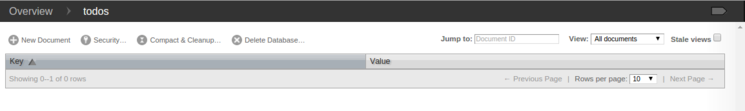 Overview › todos
New Document Security… Compact & Cleanup… Delete Database… Jump to: Document ID View: All documents Stale views
Key Value
Showing 0–1 of 0 rows ← Previous Page | Rows per page: 10 | Next Page →